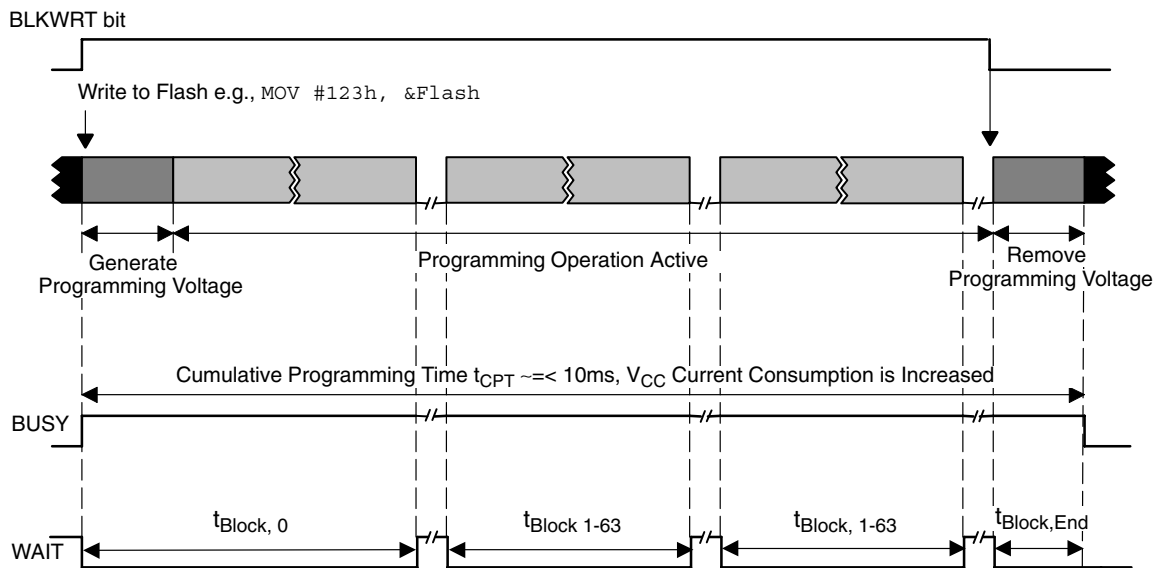 BLKWRT bit
Write to Flash e.g., MOV #123h, &Flash
Generate
Programming Voltage
Programming Operation Active
Remove
Programming Voltage
Cumulative Programming Time tCPT ~=< 10ms, VCC Current Consumption is Increased
BUSY
tBlock, 0
tBlock 1-63
tBlock, 1-63
tBlock,End
WAIT